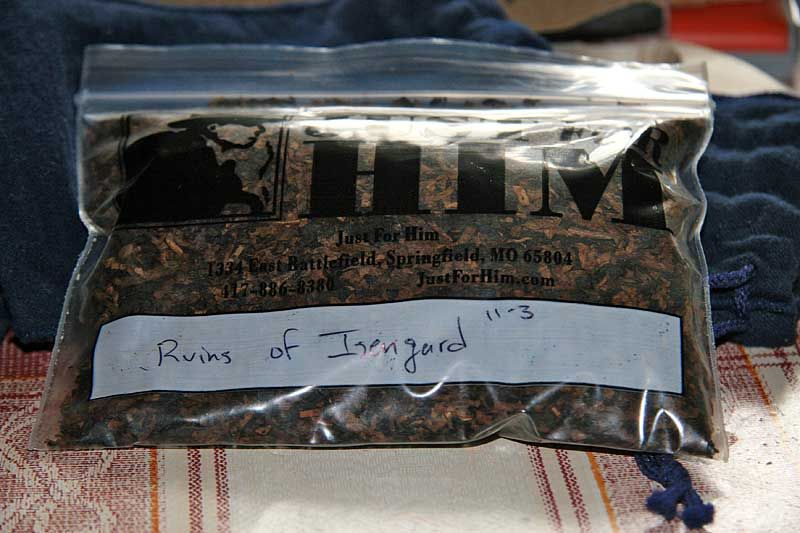 HIM
Just For Him
1334 East Battlefield, Springfield, MO 65804
417-886-8380 JustForHim.com
Ruins of Isengard 11-3